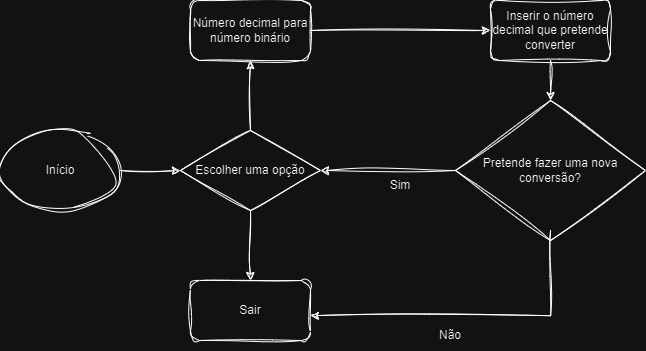 Número decimal para
número binário
Inserir o número
decimal que pretende
converter
Início
Escolher uma opção
Pretende fazer uma nova
conversão?
Sim
Sair
Não